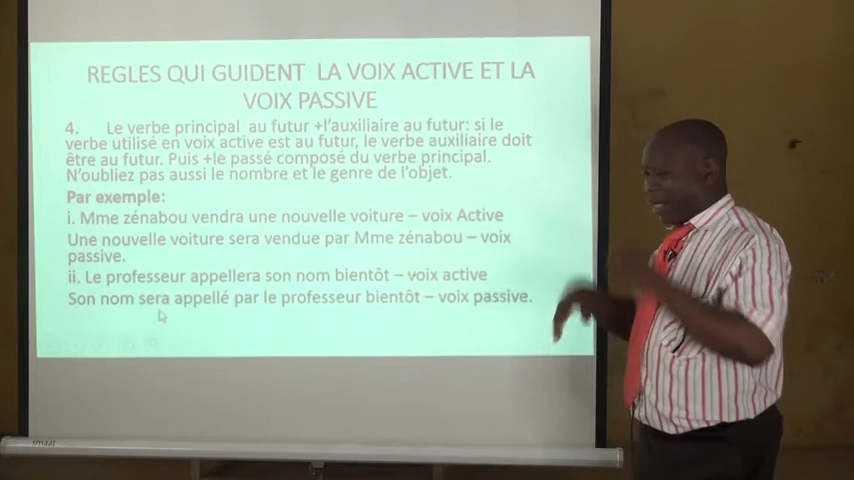 REGLES QUI GUIDENT LA VOIX ACTIVE ET LA
VOIX PASSIVE
4. Le verbe principal au futur +l'auxiliaire au futur: si le
verbe utilisé en voix active est au futur, le verbe auxiliaire doit
être au futur. Puis +le passé composé du verbe principal.
N'oubliez pas aussi le nombre et le genre de l'objet.
Par exemple:
i. Mme Zénabou vendra une nouvelle voiture – voix Active
Une nouvelle voiture sera vendue par Mme Zénabou – voix
passive.
ii. Le professeur appellera son nom bientôt – voix active
Son nom sera appellé par le professeur bientôt – voix passive.